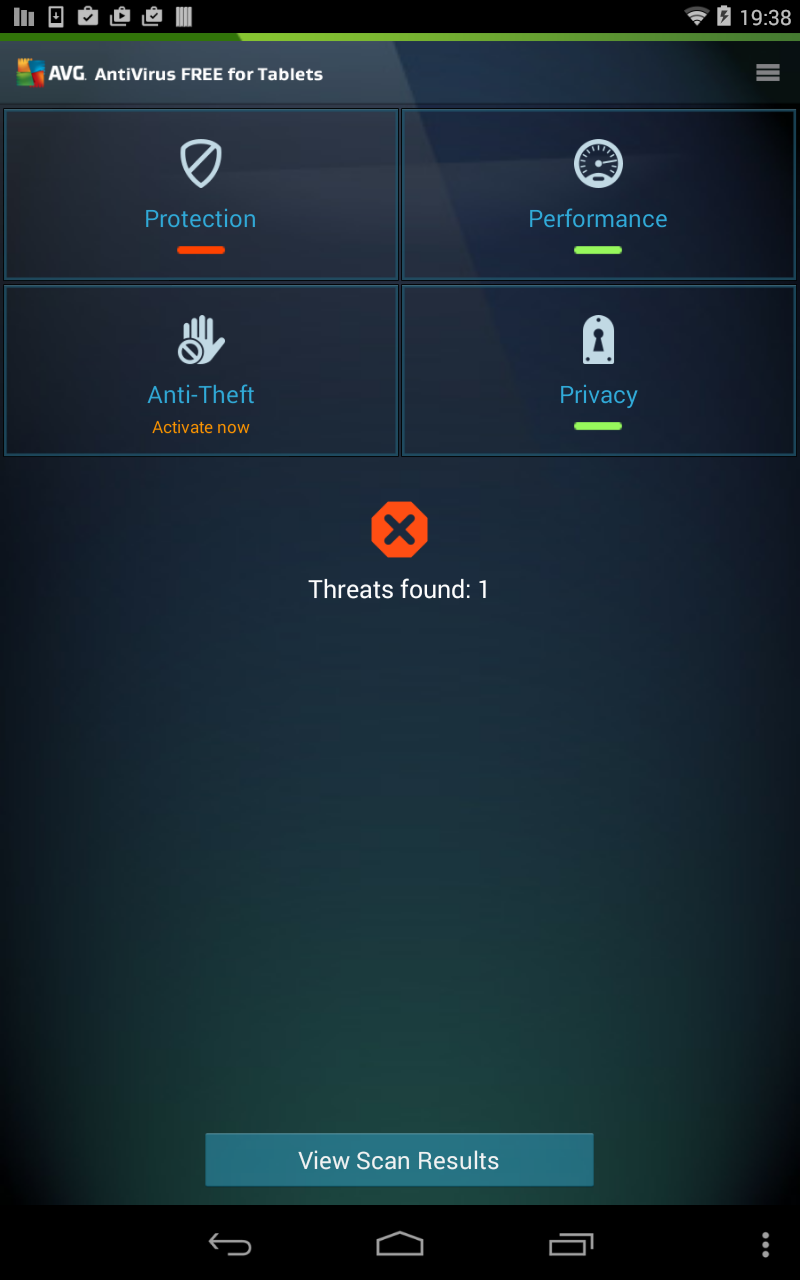 19:38
AVG. AntiVirus FREE for Tablets
Protection
Performance
Anti-Theft
Activate now
Privacy
Threats found: 1
View Scan Results